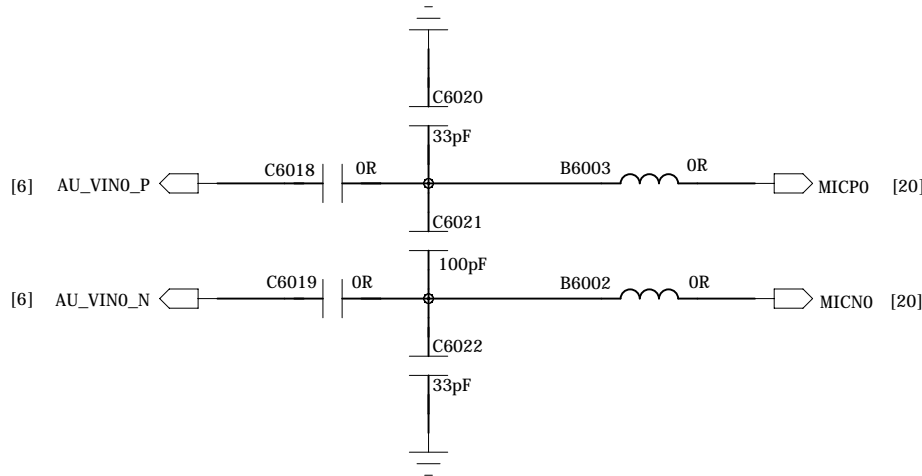 C6020
33pF
[6] AU_VIN0_P C6018 0R B6003 0R MICP0 [20]
C6021
100pF
[6] AU_VIN0_N C6019 0R B6002 0R MICN0 [20]
C6022
33pF